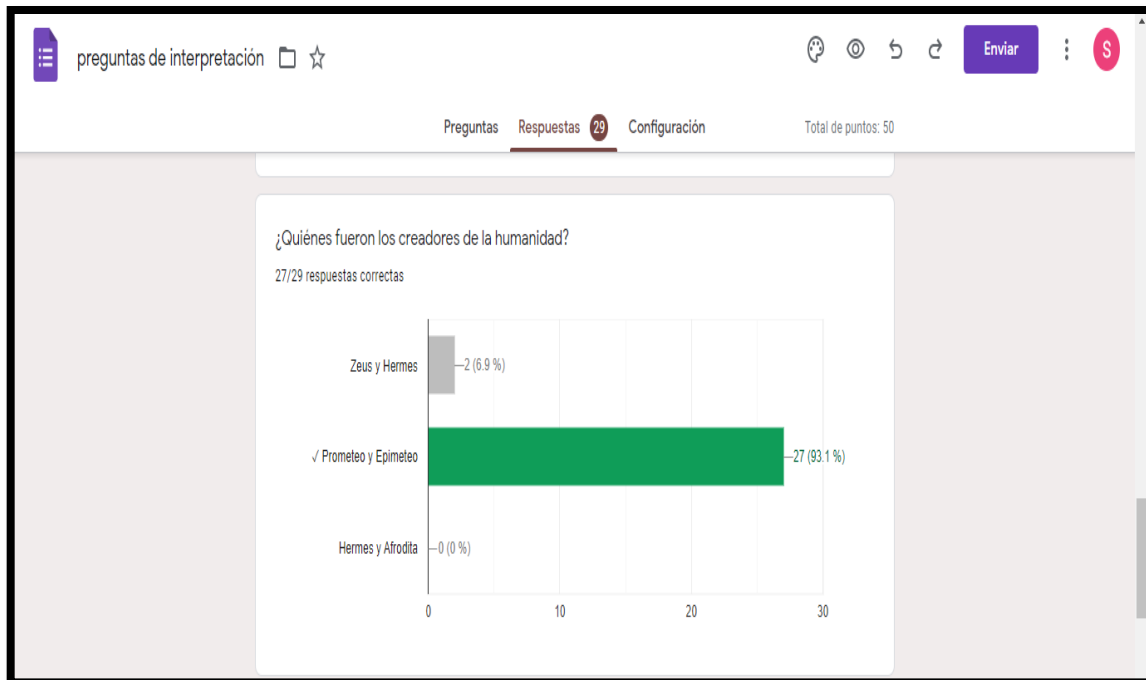 preguntas de interpretación
Enviar
S
Preguntas Respuestas 29 Configuración Total de puntos: 50
¿Quiénes fueron los creadores de la humanidad?
27/29 respuestas correctas
Zeus y Hermes 2 (6.9 %)
✓ Prometeo y Epimeteo 27 (93.1 %)
Hermes y Afrodita 0 (0 %)
0 10 20 30